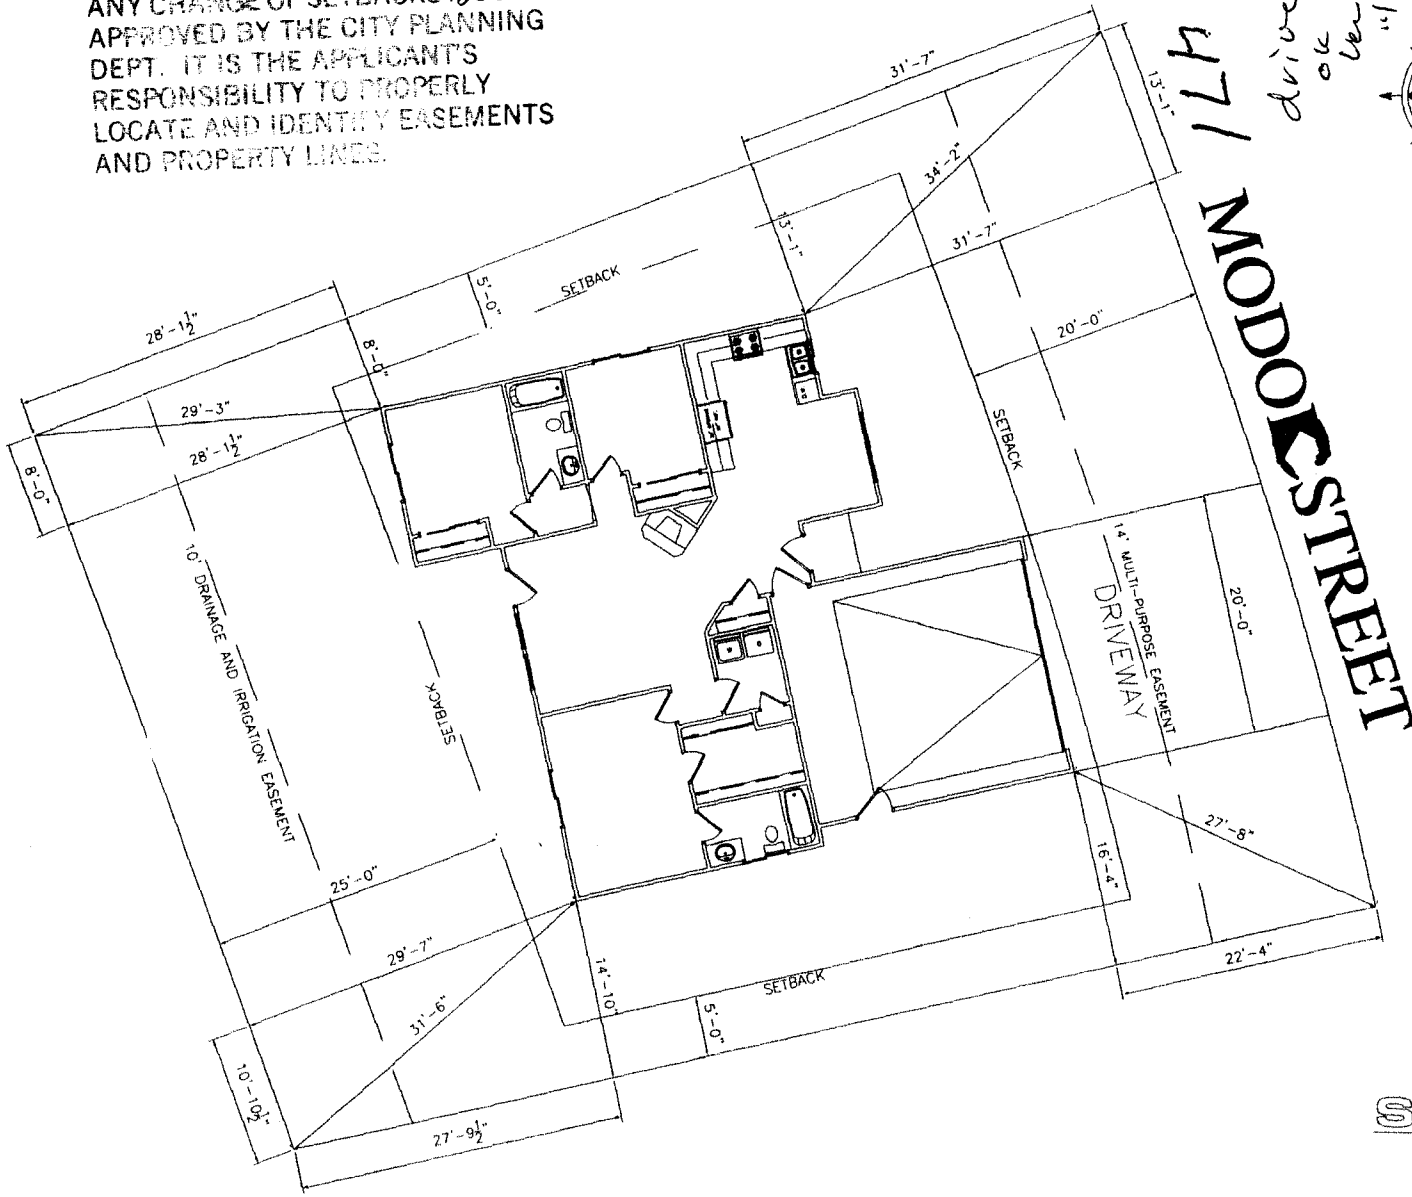 ANY CHANGE OF SETBACKS
APPROVED BY THE CITY PLANNING
DEPT. IT IS THE APPLICANT'S
RESPONSIBILITY TO PROPERLY
LOCATE AND IDENTIFY EASEMENTS
AND PROPERTY LINES.
471
drive
ok
MODOC STREET
31'-7"
13'-1"
34'-2"
13'-1"
31'-7"
20'-0"
SETBACK
5'-0"
SETBACK
28'-1½"
8'-0"
29'-3"
28'-1½"
8'-0"
10' DRAINAGE AND IRRIGATION EASEMENT
SETBACK
14' MULTI-PURPOSE EASEMENT
DRIVEWAY
20'-0"
27'-8"
16'-4"
22'-4"
25'-0"
29'-7"
31'-6"
14'-10"
5'-0"
SETBACK
10'-10½"
27'-9½"
S